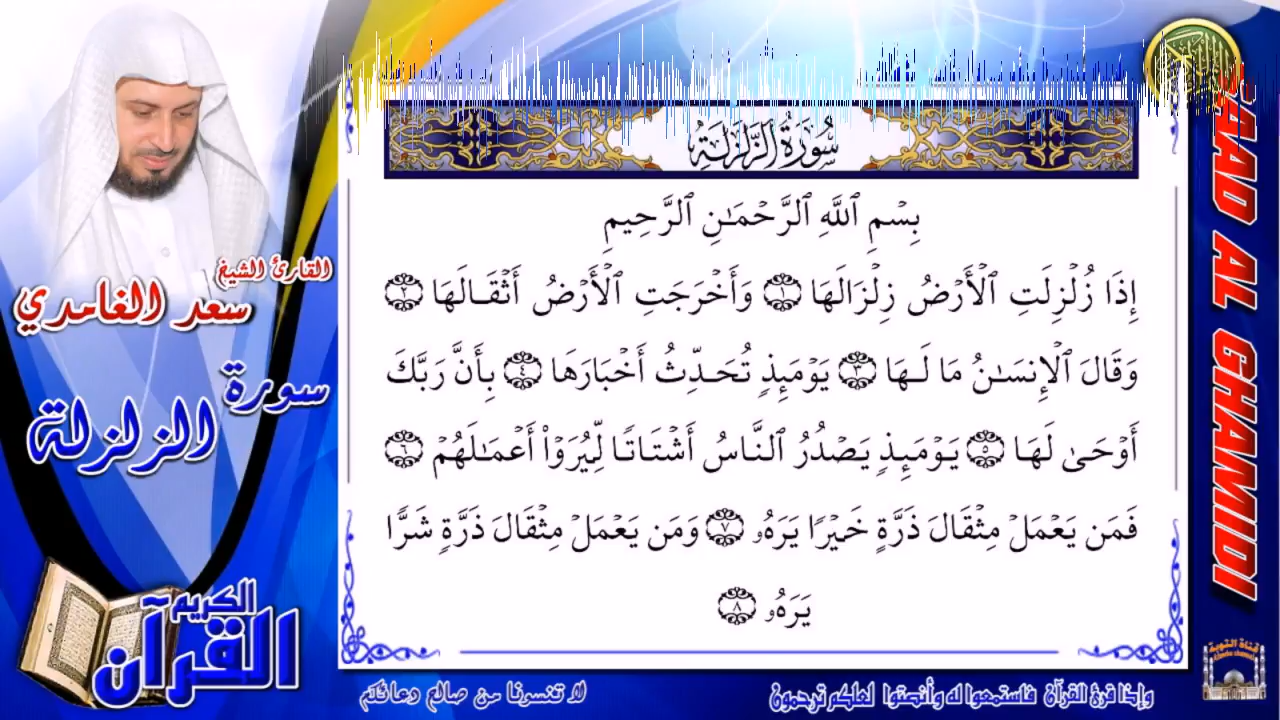 سُورَةُ الزَّلْزَلَةِ
بِسْمِ ٱللَّهِ ٱلرَّحْمَـٰنِ ٱلرَّحِيمِ
إِذَا زُلْزِلَتِ ٱلْأَرْضُ زِلْزَالَهَا ١ وَأَخْرَجَتِ ٱلْأَرْضُ أَثْقَالَهَا ٢
وَقَالَ ٱلْإِنسَـٰنُ مَا لَهَا ٣ يَوْمَئِذٍ تُحَدِّثُ أَخْبَارَهَا ٤ بِأَنَّ رَبَّكَ
أَوْحَىٰ لَهَا ٥ يَوْمَئِذٍ يَصْدُرُ ٱلنَّاسُ أَشْتَاتًا لِّيُرَوْا۟ أَعْمَـٰلَهُمْ ٦
فَمَن يَعْمَلْ مِثْقَالَ ذَرَّةٍ خَيْرًا يَرَهُۥ ٧ وَمَن يَعْمَلْ مِثْقَالَ ذَرَّةٍ شَرًّا
يَرَهُۥ ٨
القارئ الشيخ
سعد الغامدي
سورة
الزلزلة
القرآن
الكريم
SAAD AL GHAMIDI
قناة التوبة
وإذا قرئ القرآن فاستمعوا له وأنصتوا لعلكم ترحمون
لا تنسونا من صالح دعائكم